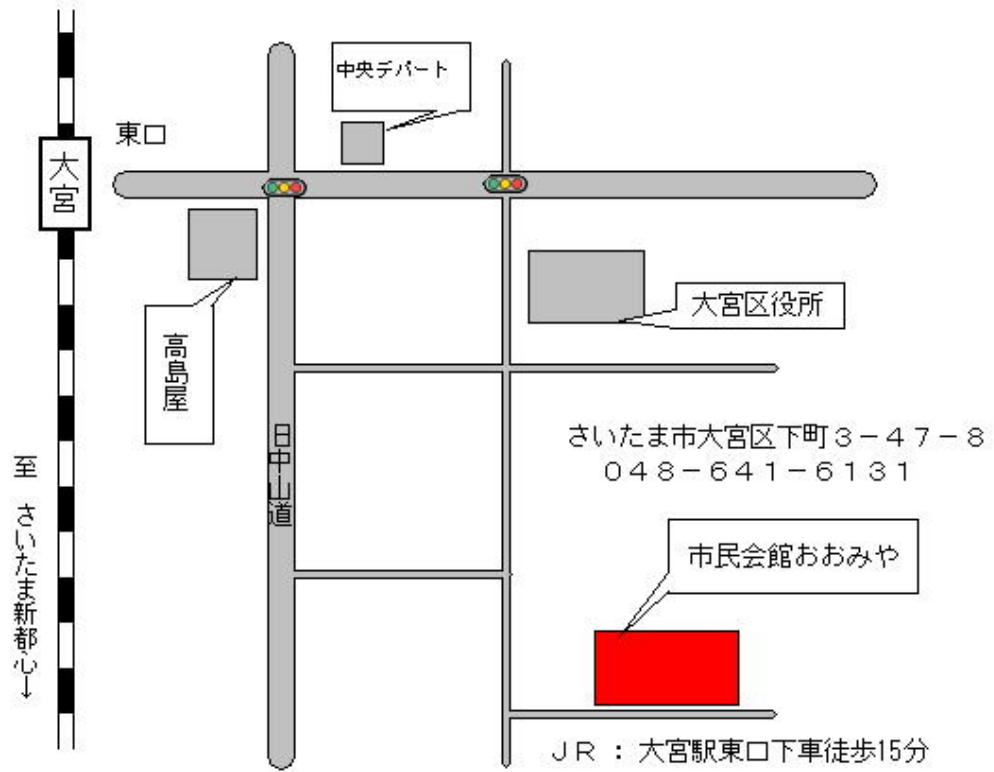 中央デパート
東口
大宮
大宮区役所
高島屋
さいたま市大宮区下町３－４７－８
０４８－６４１－６１３１
日中山道
至 さいたま新都心→
市民会館おおみや
ＪＲ：大宮駅東口下車徒歩15分